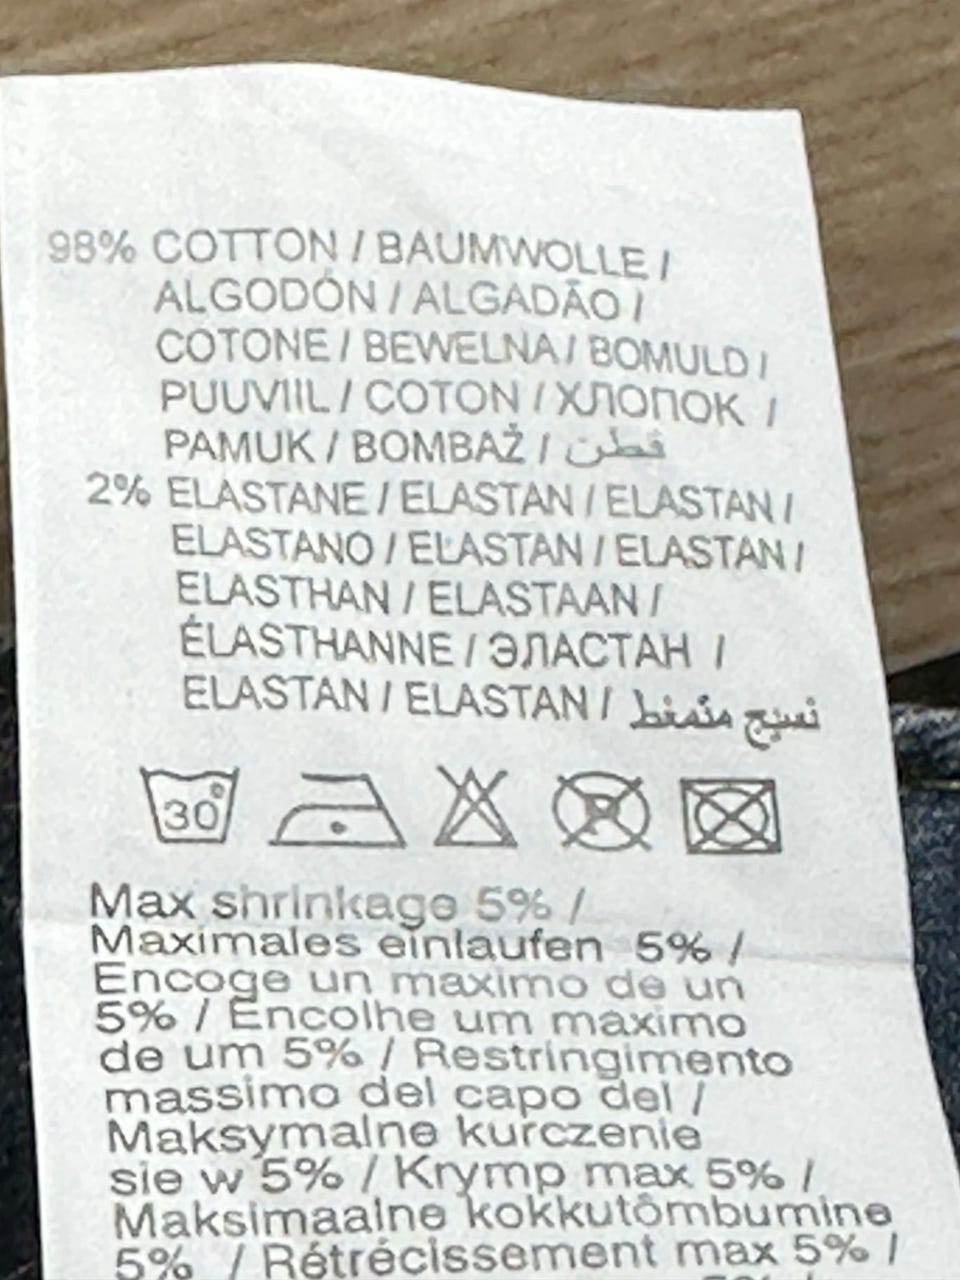 98% COTTON / BAUMWOLLE /
ALGODÓN / ALGADÃO /
COTONE / BEWELNA / BOMULD /
PUUVIIL / COTON / ХЛОПОК /
PAMUK / BOMBAŽ / قطن
2% ELASTANE / ELASTAN / ELASTAN /
ELASTANO / ELASTAN / ELASTAN /
ELASTHAN / ELASTAAN /
ÉLASTHANNE / ЭЛАСТАН /
ELASTAN / ELASTAN / نسيج متمغط
30° P
Max shrinkage 5% /
Maximales einlaufen 5% /
Encoge un maximo de un
5% / Encolhe um maximo
de um 5% / Restringimento
massimo del capo del /
Maksymalne kurczenie
sie w 5% / Krymp max 5% /
Maksimaalne kokkutõmbumine
5% / Rétrécissement max 5% /